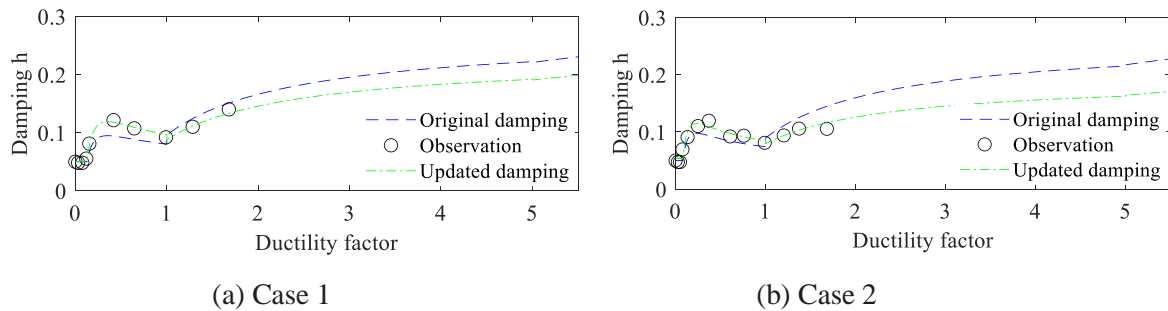 0.3
0.2
0.1
0
Damping h
Original damping
Observation
Updated damping
0 1 2 3 4 5
Ductility factor
(a) Case 1
0.3
0.2
0.1
0
Damping h
Original damping
Observation
Updated damping
0 1 2 3 4 5
Ductility factor
(b) Case 2